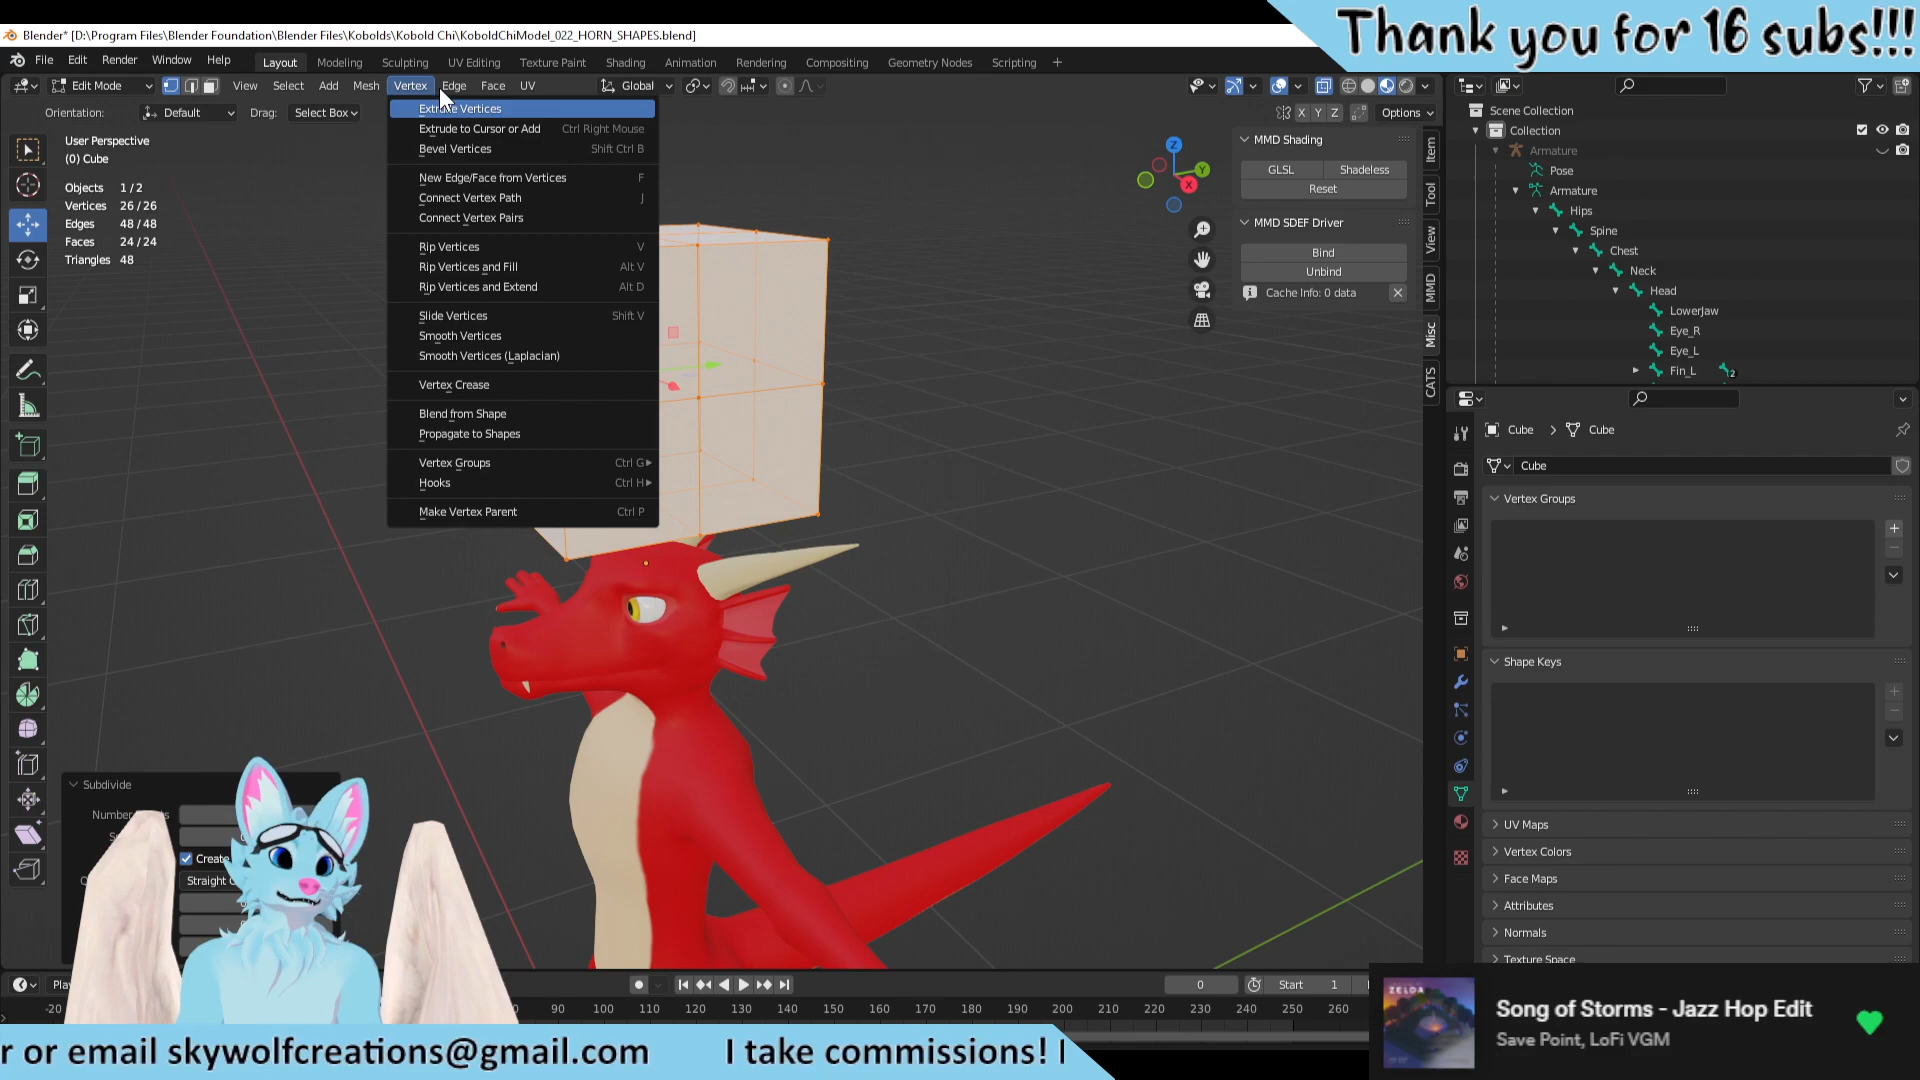 Thank you for 16 subs!!!
Blender* [D:\Program Files\Blender Foundation\Blender Files\Kobolds\Kobold Chi\KoboldChiModel_022_HORN_SHAPES.blend]
File Edit Render Window Help Layout Modeling Sculpting UV Editing Texture Paint Shading Animation Rendering Compositing Geometry Nodes Scripting +
Edit Mode View Select Add Mesh Vertex Edge Face UV Global
Orientation: Default Drag: Select Box X Y Z Options
User Perspective
(0) Cube
Objects 1/2
Vertices 26/26
Edges 48/48
Faces 24/24
Triangles 48
Extrude Vertices
Extrude to Cursor or Add Ctrl Right Mouse
Bevel Vertices Shift Ctrl B
New Edge/Face from Vertices F
Connect Vertex Path J
Connect Vertex Pairs
Rip Vertices V
Rip Vertices and Fill Alt V
Rip Vertices and Extend Alt D
Slide Vertices Shift V
Smooth Vertices
Smooth Vertices (Laplacian)
Vertex Crease
Blend from Shape
Propagate to Shapes
Vertex Groups Ctrl G
Hooks Ctrl H
Make Vertex Parent Ctrl P
Z
Y
X
MMD Shading
GLSL Shadeless
Reset
MMD SDEF Driver
Bind
Unbind
Cache Info: 0 data
Item
Tool
View
MMD
Misc
CATS
Scene Collection
Collection
Armature
Pose
Armature
Hips
Spine
Chest
Neck
Head
LowerJaw
Eye_R
Eye_L
Fin_L 2
Cube > Cube
Cube
Vertex Groups
Shape Keys
UV Maps
Vertex Colors
Face Maps
Attributes
Normals
Texture Space
Subdivide
Create
Straight
0 Start 1
-20 90 100 110 120 130 140 150 160 170 180 190 200 210 220 230 240 250 260
ZELDA
Song of Storms - Jazz Hop Edit
Save Point, LoFi VGM
r or email skywolfcreations@gmail.com I take commissions! I